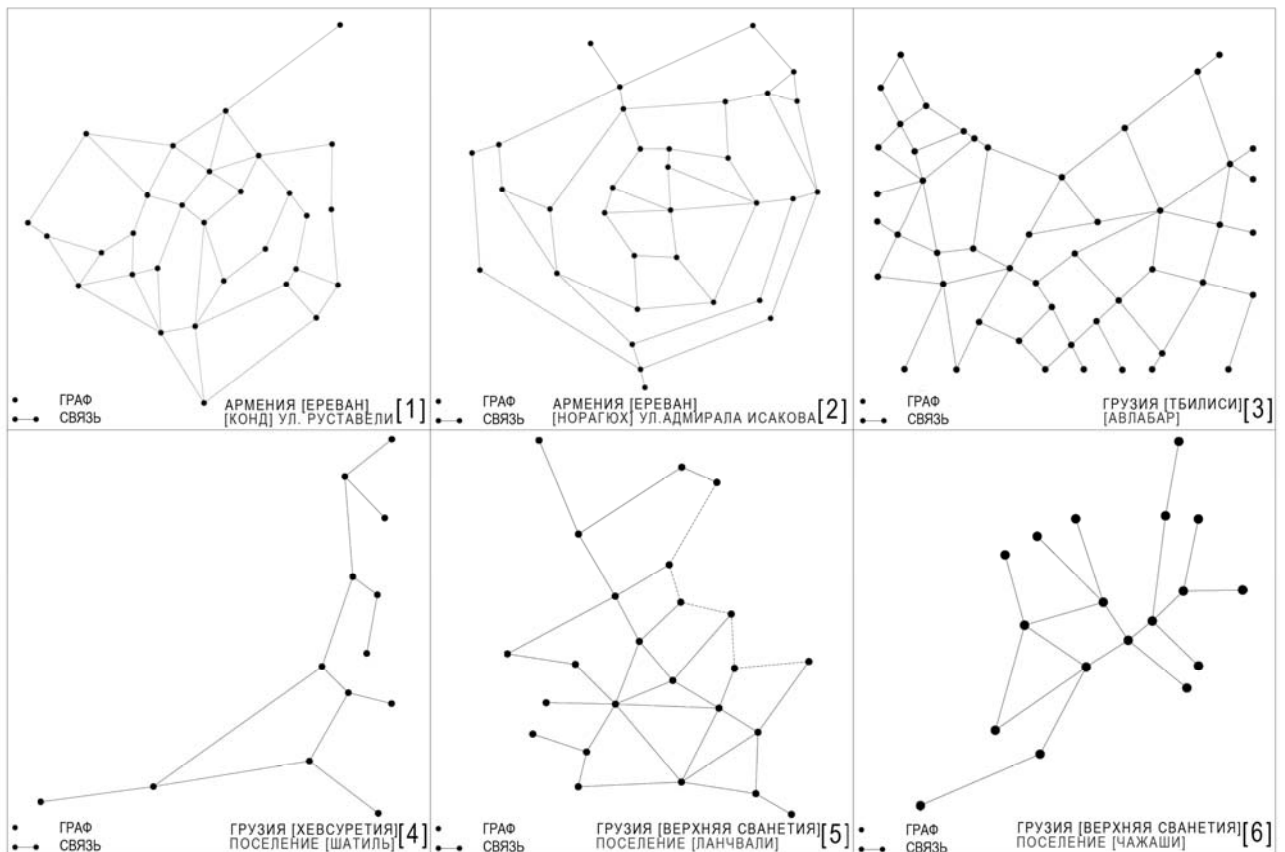 ГРАФ
СВЯЗЬ
АРМЕНИЯ [ЕРЕВАН]
[КОНД] УЛ. РУСТАВЕЛИ
[1]
ГРАФ
СВЯЗЬ
АРМЕНИЯ [ЕРЕВАН]
[НОРАГЮХ] УЛ.АДМИРАЛА ИСАКОВА
[2]
ГРАФ
СВЯЗЬ
ГРУЗИЯ [ТБИЛИСИ]
[АВЛАБАР]
[3]
ГРАФ
СВЯЗЬ
ГРУЗИЯ [ХЕВСУРЕТИЯ]
ПОСЕЛЕНИЕ [ШАТИЛЬ]
[4]
ГРАФ
СВЯЗЬ
ГРУЗИЯ [ВЕРХНЯЯ СВАНЕТИЯ]
ПОСЕЛЕНИЕ [ЛАНЧВАЛИ]
[5]
ГРАФ
СВЯЗЬ
ГРУЗИЯ [ВЕРХНЯЯ СВАНЕТИЯ]
ПОСЕЛЕНИЕ [ЧАЖАШИ]
[6]